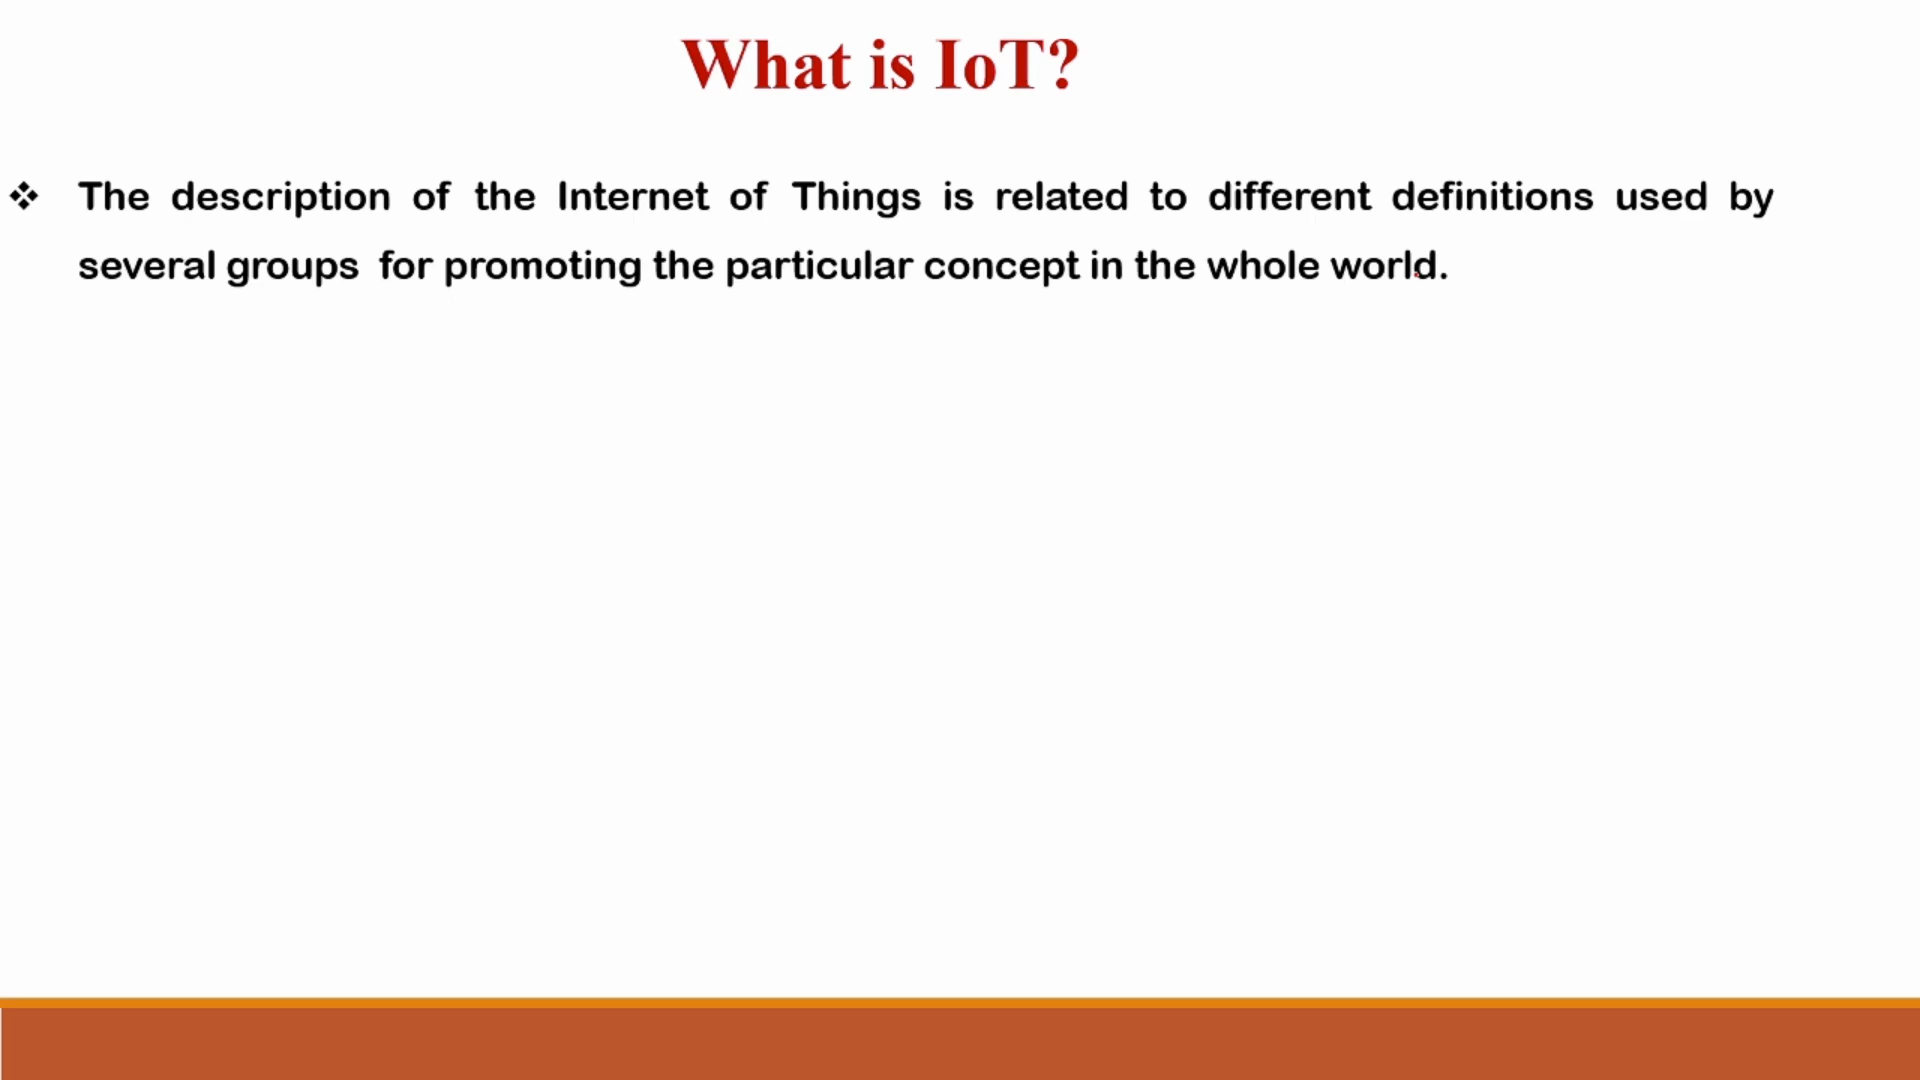 What is IoT?
❖ The description of the Internet of Things is related to different definitions used by
several groups for promoting the particular concept in the whole world.